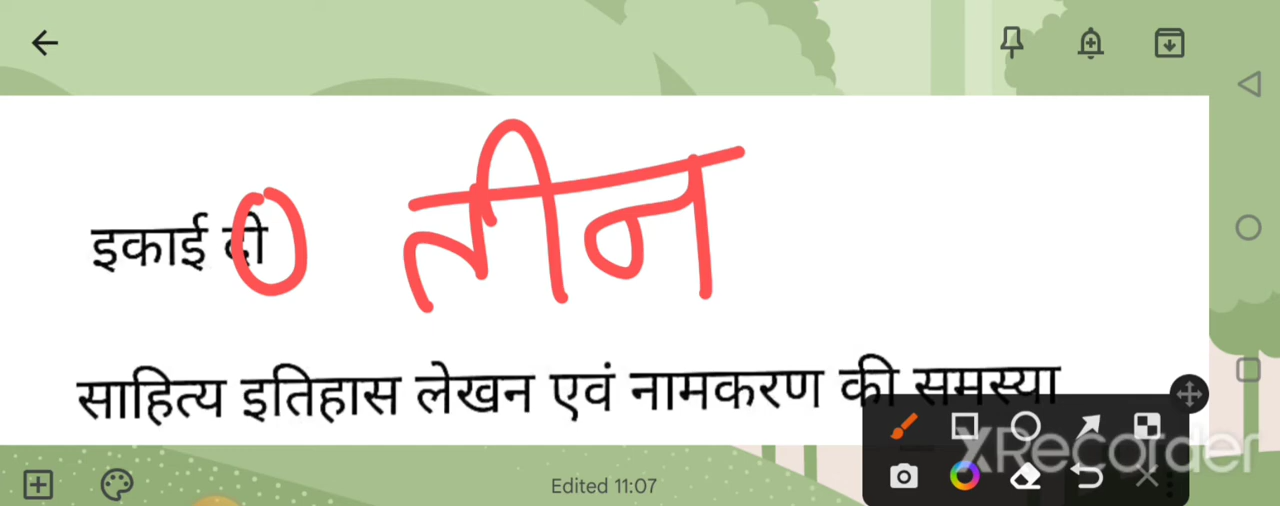 इकाई दो तीन
साहित्य इतिहास लेखन एवं नामकरण की समस्या
XRecorder
Edited 11:07